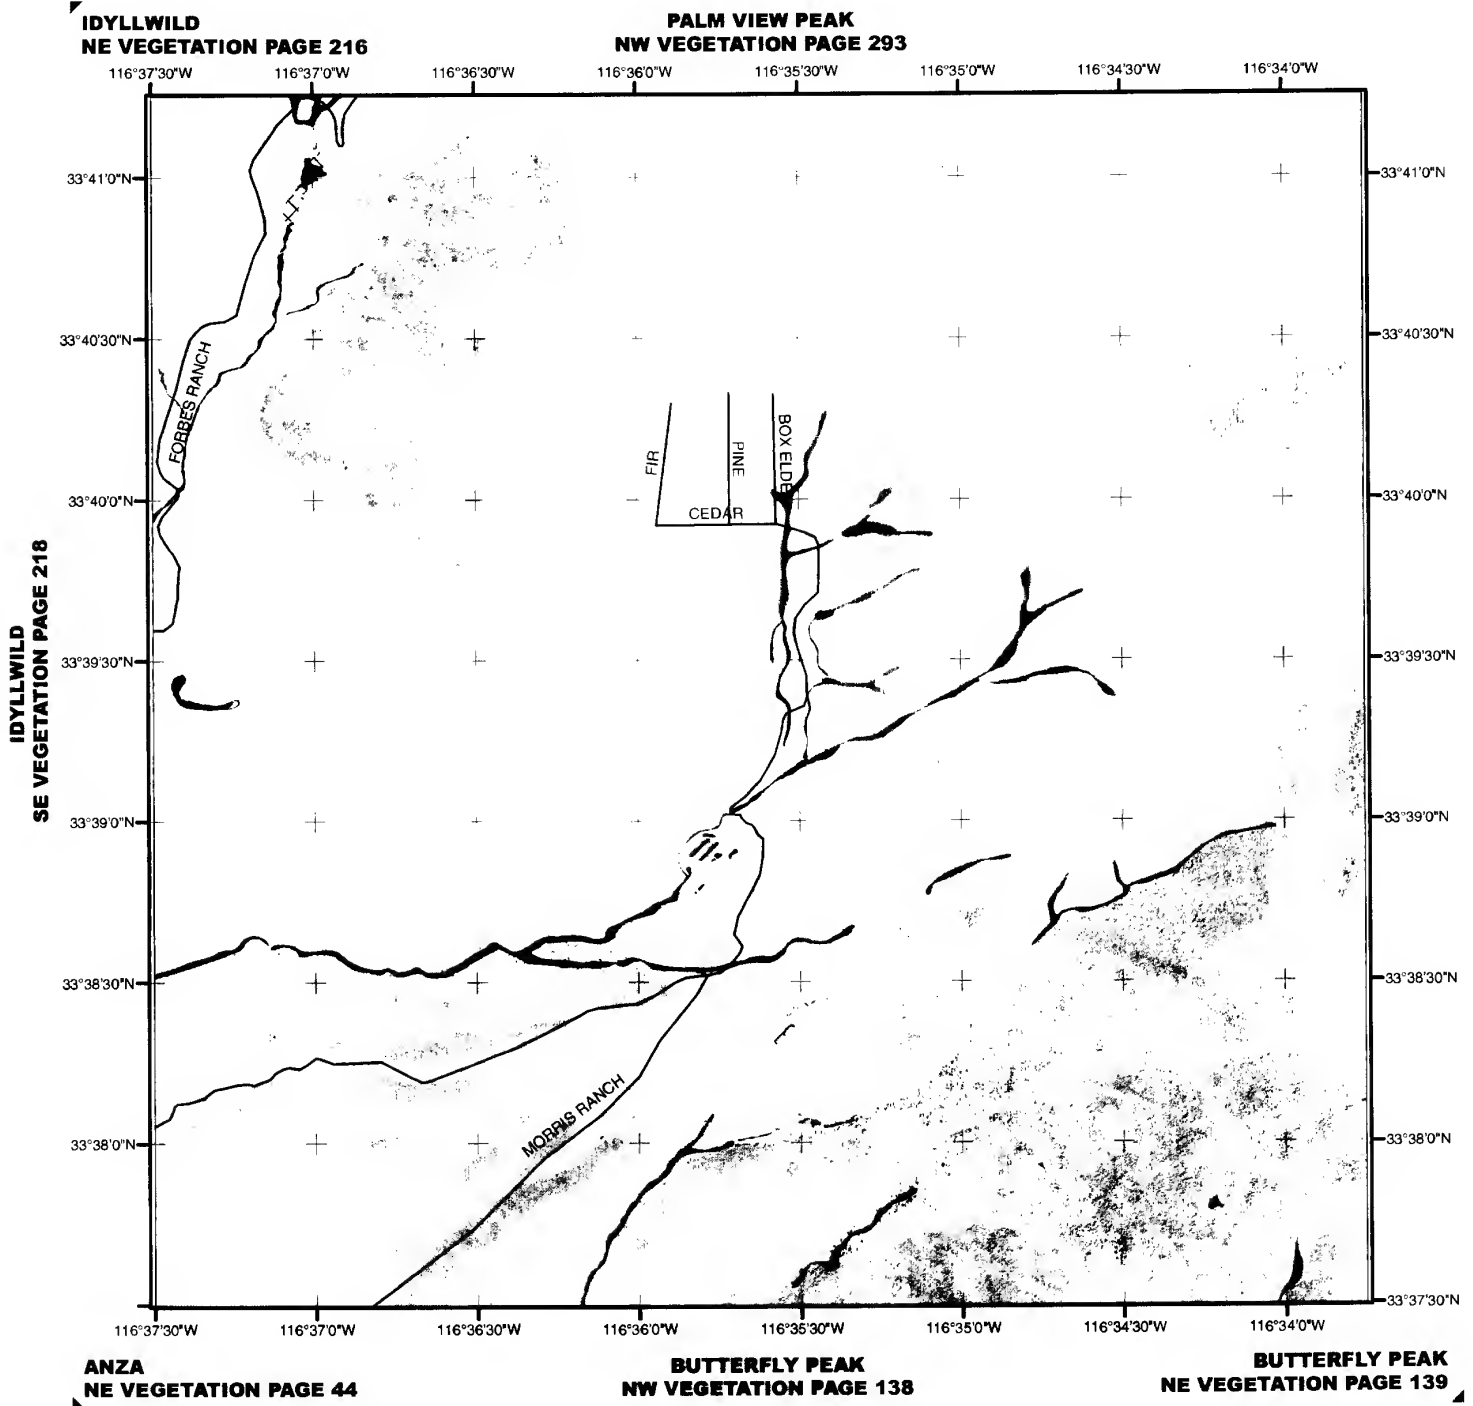 IDYLLWILD
NE VEGETATION PAGE 216
PALM VIEW PEAK
NW VEGETATION PAGE 293
116°37'30"W 116°37'0"W 116°36'30"W 116°36'0"W 116°35'30"W 116°35'0"W 116°34'30"W 116°34'0"W
33°41'0"N
33°41'0"N
33°40'30"N
33°40'30"N
FORBES RANCH
FIR
PINE
BOX ELDE
CEDAR
33°40'0"N
33°40'0"N
IDYLLWILD
SE VEGETATION PAGE 218
33°39'30"N
33°39'30"N
33°39'0"N
33°39'0"N
33°38'30"N
33°38'30"N
MORRIS RANCH
33°38'0"N
33°38'0"N
33°37'30"N
116°37'30"W 116°37'0"W 116°36'30"W 116°36'0"W 116°35'30"W 116°35'0"W 116°34'30"W 116°34'0"W
ANZA
NE VEGETATION PAGE 44
BUTTERFLY PEAK
NW VEGETATION PAGE 138
BUTTERFLY PEAK
NE VEGETATION PAGE 139